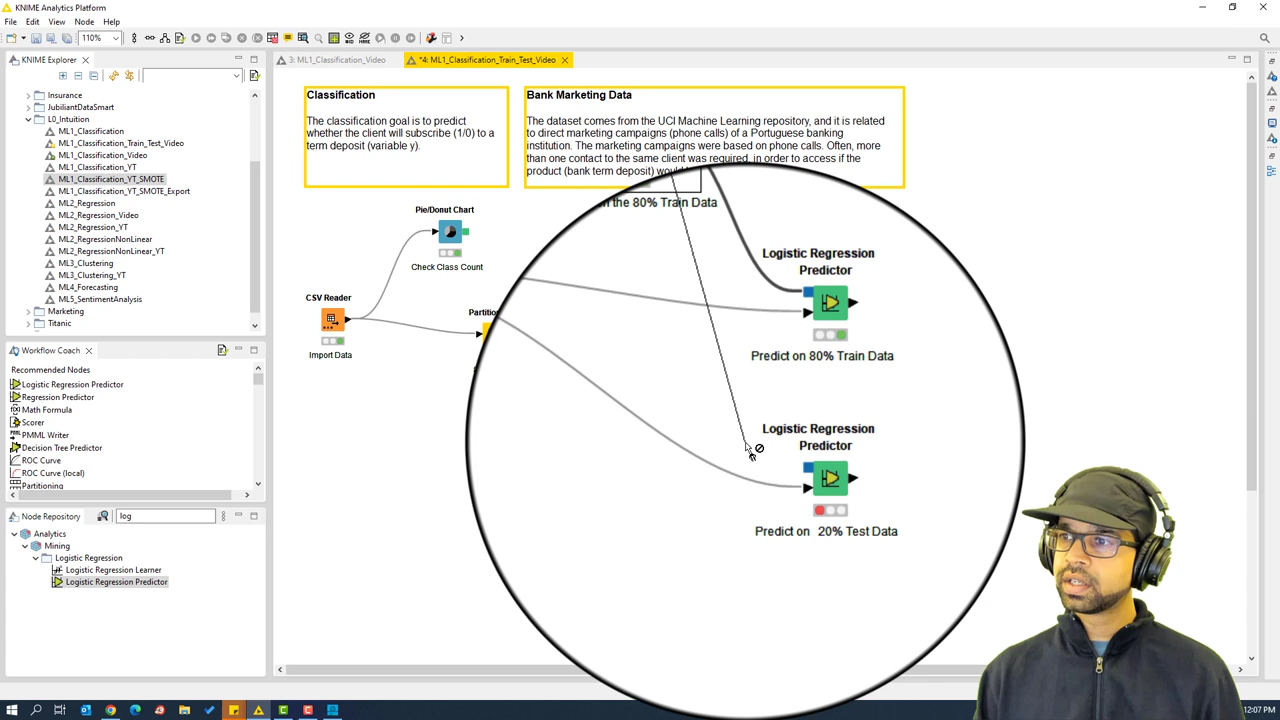 KNIME Analytics Platform
File Edit View Node Help
110%
KNIME Explorer
Insurance
JubiliantDataSmart
L0_Intuition
ML1_Classification
ML1_Classification_Train_Test_Video
ML1_Classification_Video
ML1_Classification_YT
ML1_Classification_YT_SMOTE
ML1_Classification_YT_SMOTE_Export
ML2_Regression
ML2_Regression_Video
ML2_Regression_YT
ML2_RegressionNonLinear
ML2_RegressionNonLinear_YT
ML3_Clustering
ML3_Clustering_YT
ML4_Forecasting
ML5_SentimentAnalysis
Marketing
Titanic
Workflow Coach
Recommended Nodes
Logistic Regression Predictor
Regression Predictor
Math Formula
Scorer
PMML Writer
Decision Tree Predictor
ROC Curve
ROC Curve (local)
Partitioning
Node Repository
log
Analytics
Mining
Logistic Regression
Logistic Regression Learner
Logistic Regression Predictor
3: ML1_Classification_Video
*4: ML1_Classification_Train_Test_Video
Classification
The classification goal is to predict
whether the client will subscribe (1/0) to a
term deposit (variable y).
Bank Marketing Data
The dataset comes from the UCI Machine Learning repository, and it is
related to direct marketing campaigns (phone calls) of a Portuguese banking
institution. The marketing campaigns were based on phone calls. Often, more
than one contact to the same client was required, in order to access if the
product (bank term deposit)
Pie/Donut Chart
Check Class Count
CSV Reader
Import Data
Partition
the 80% Train Data
Logistic Regression
Predictor
Predict on 80% Train Data
Logistic Regression
Predictor
Predict on 20% Test Data
12:07 PM